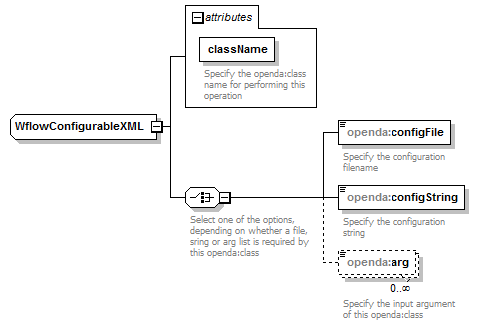 attributes
className
Specify the openda:class
name for performing this
operation
WflowConfigurableXML
openda:configFile
Specify the configuration
filename
openda:configString
Specify the configuration
string
Select one of the options,
depending on whether a file,
sring or arg list is required by
this openda:class
openda:arg
0..∞
Specify the input argument
of this openda:class